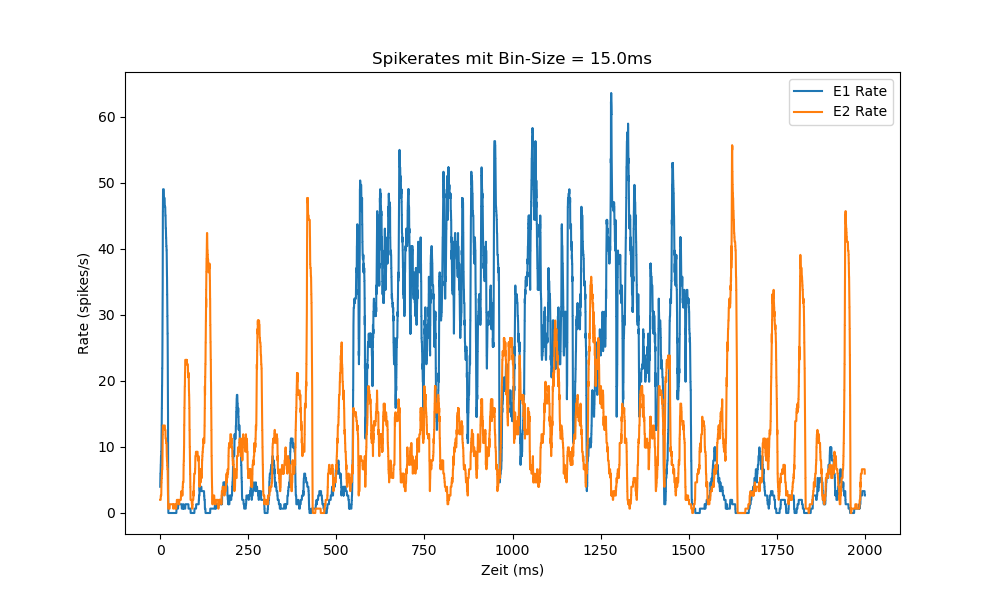 Spikerates mit Bin-Size = 15.0ms
E1 Rate
E2 Rate
Rate (spikes/s)
60
50
40
30
20
10
0
0 250 500 750 1000 1250 1500 1750 2000
Zeit (ms)